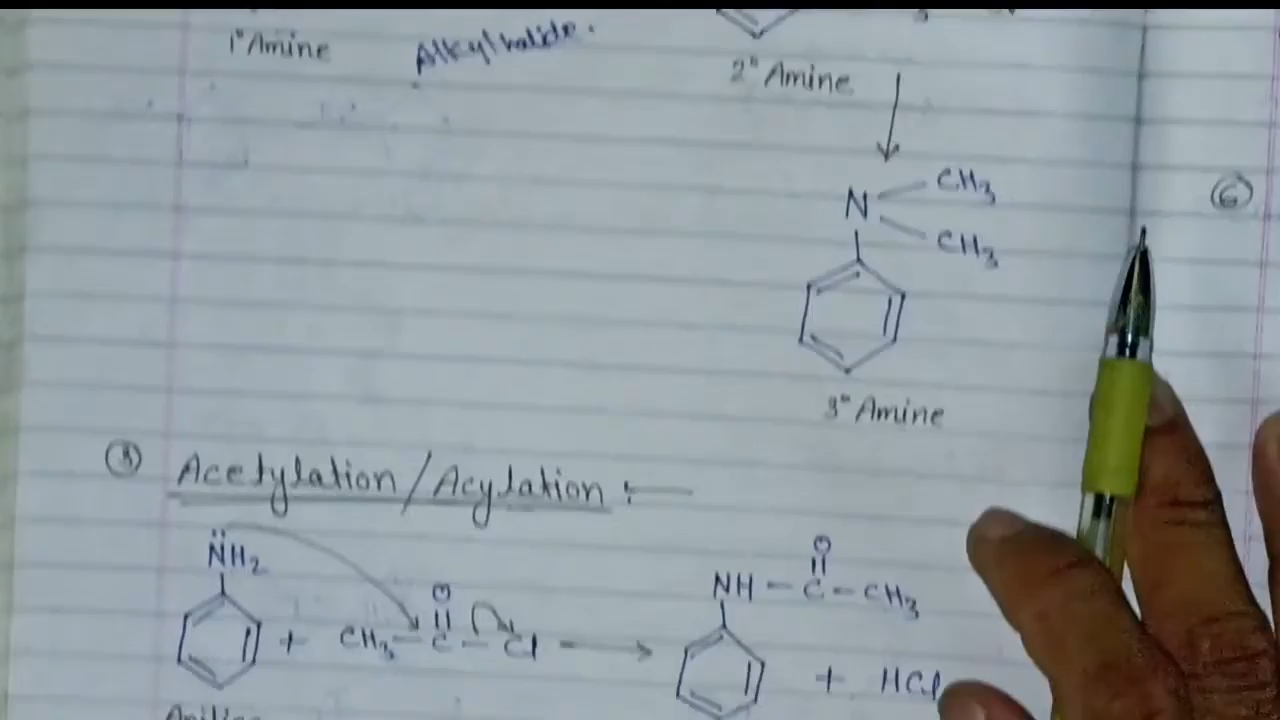 1° Amine
Alkyl halide.
2° Amine
N
CH3
CH3
3° Amine
6
3 Acetylation / Acylation :—
N̈H2
+ CH3 - C - Cl →
O
NH - C - CH3
O
+ HCl